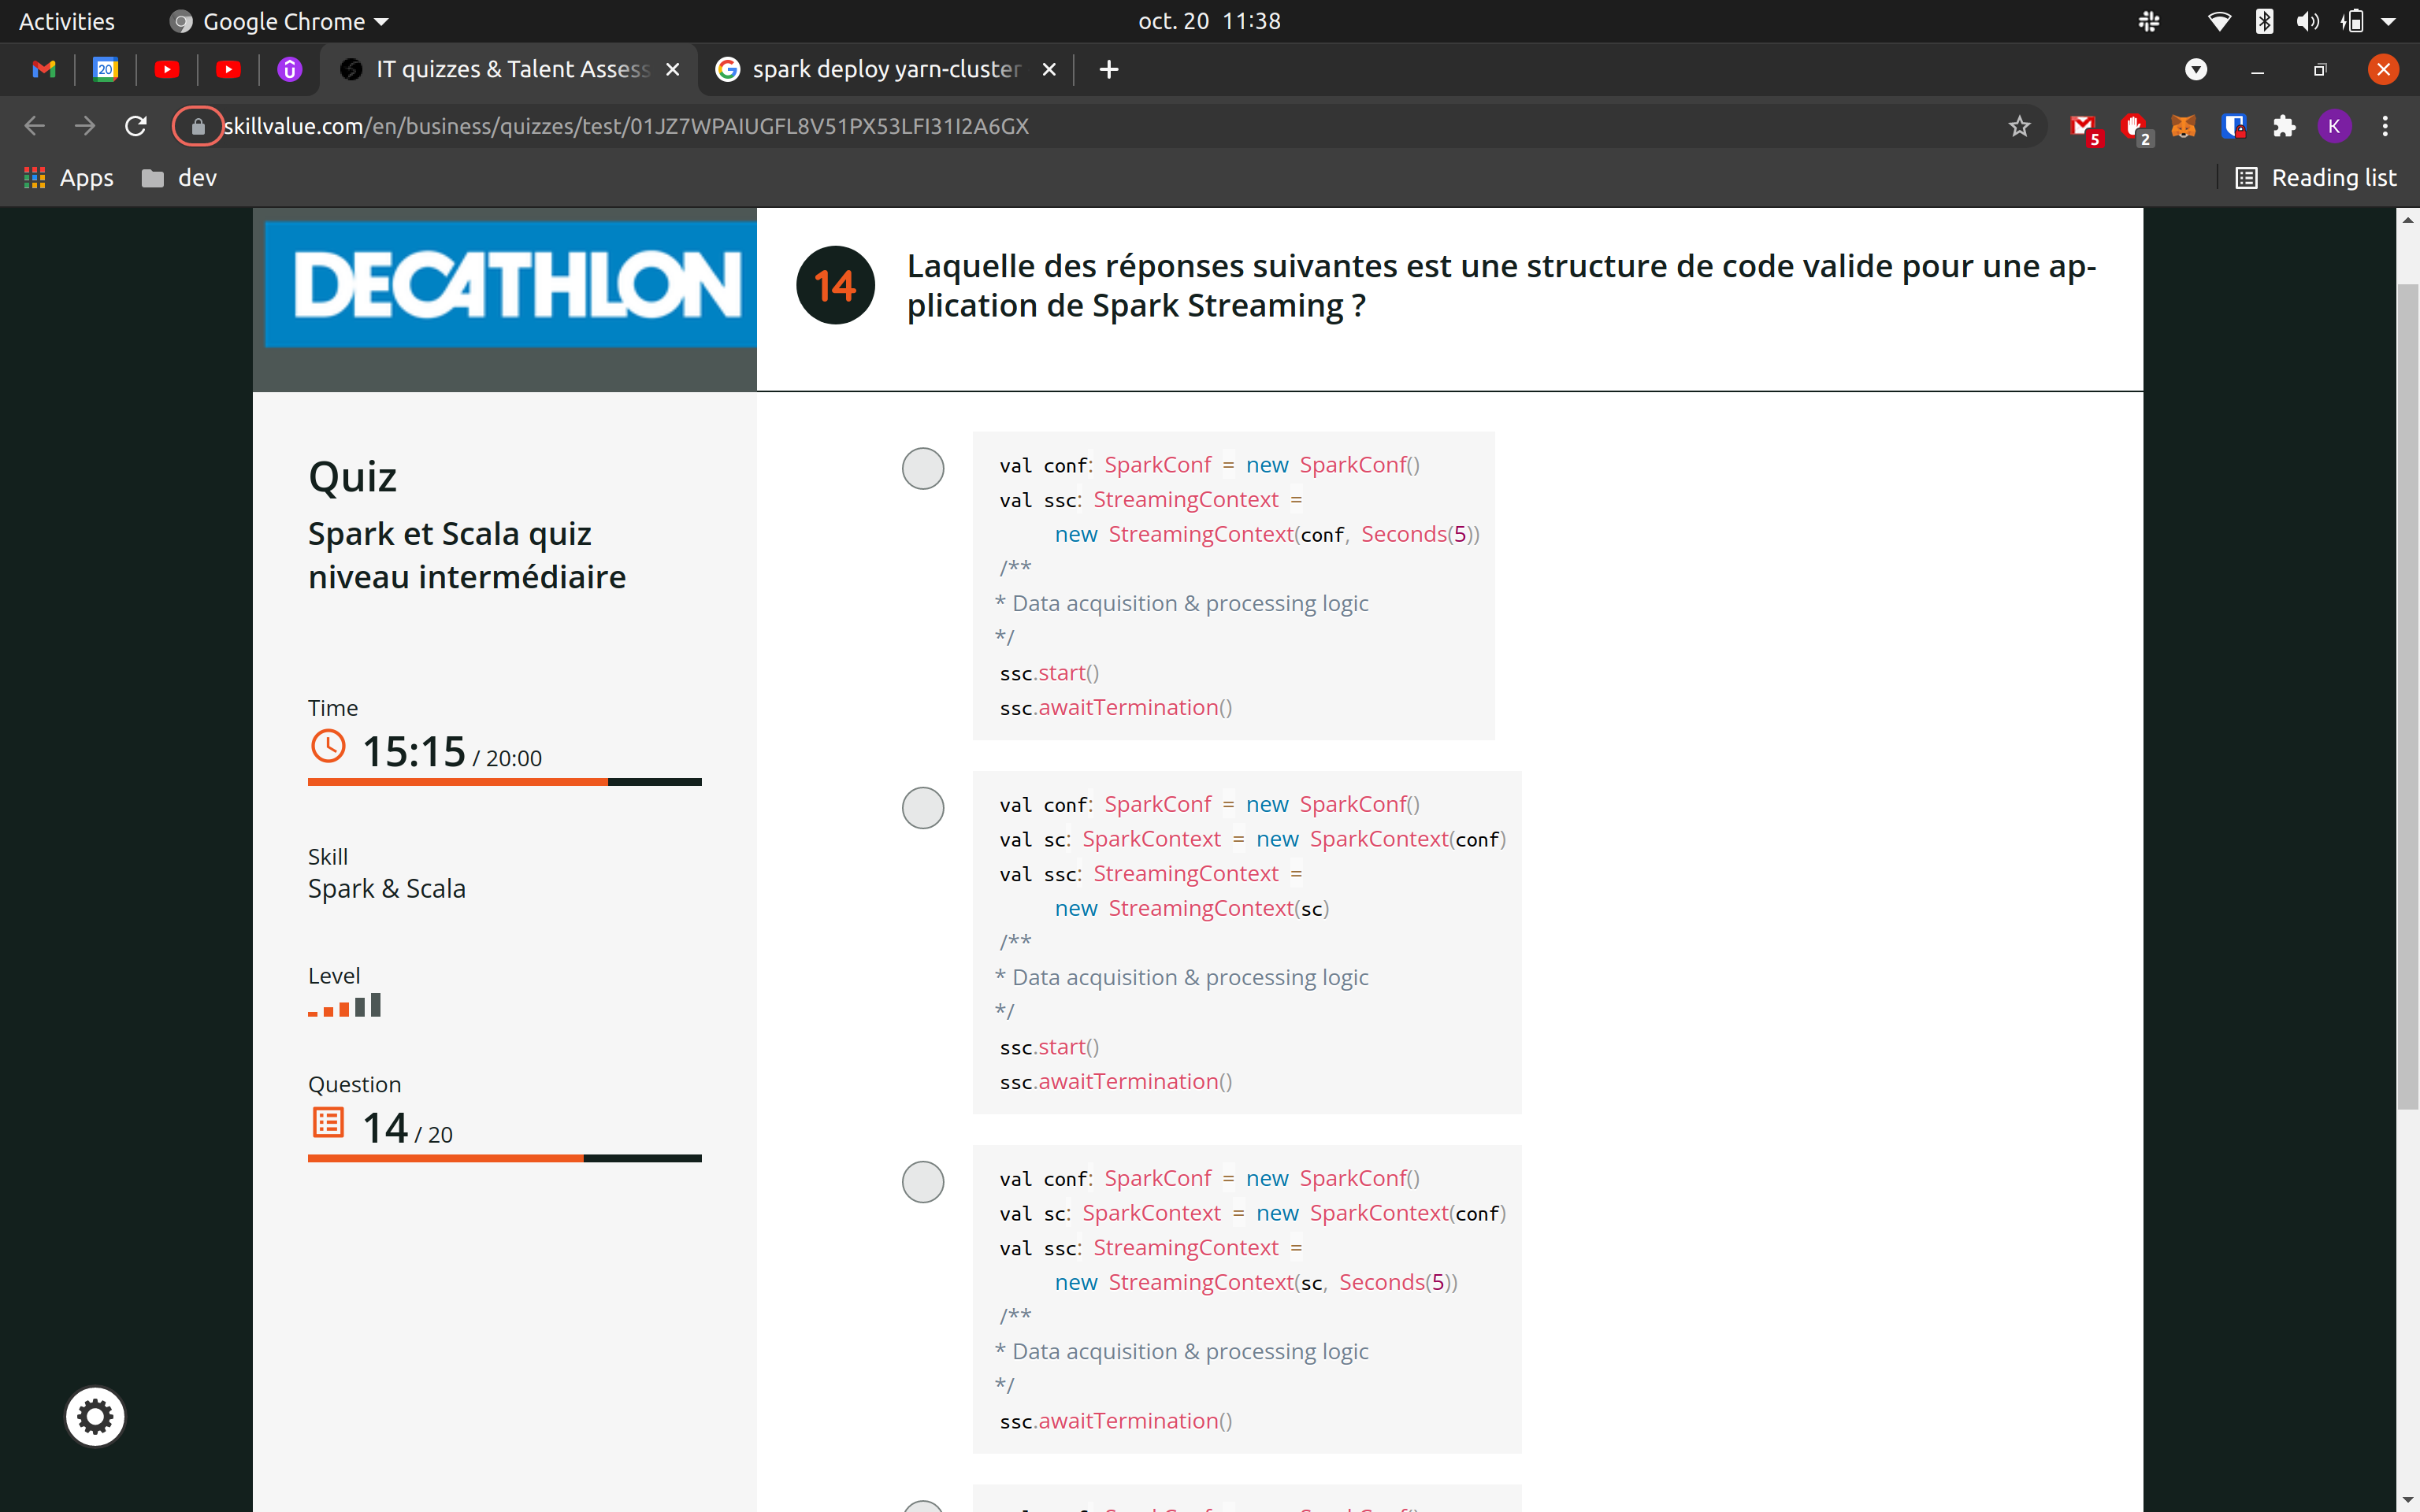 Activities
Google Chrome
oct. 20 11:38
20
IT quizzes & Talent Assess
spark deploy yarn-cluster
skillvalue.com/en/business/quizzes/test/01JZ7WPAIUGFL8V51PX53LFI31I2A6GX
5
2
K
Apps
dev
Reading list
DECATHLON
14
Laquelle des réponses suivantes est une structure de code valide pour une ap-
plication de Spark Streaming ?
Quiz
Spark et Scala quiz
niveau intermédiaire
Time
15:15 / 20:00
Skill
Spark & Scala
Level
Question
14 / 20
val conf: SparkConf = new SparkConf()
val ssc: StreamingContext =
new StreamingContext(conf, Seconds(5))
/**
* Data acquisition & processing logic
*/
ssc.start()
ssc.awaitTermination()
val conf: SparkConf = new SparkConf()
val sc: SparkContext = new SparkContext(conf)
val ssc: StreamingContext =
new StreamingContext(sc)
/**
* Data acquisition & processing logic
*/
ssc.start()
ssc.awaitTermination()
val conf: SparkConf = new SparkConf()
val sc: SparkContext = new SparkContext(conf)
val ssc: StreamingContext =
new StreamingContext(sc, Seconds(5))
/**
* Data acquisition & processing logic
*/
ssc.awaitTermination()